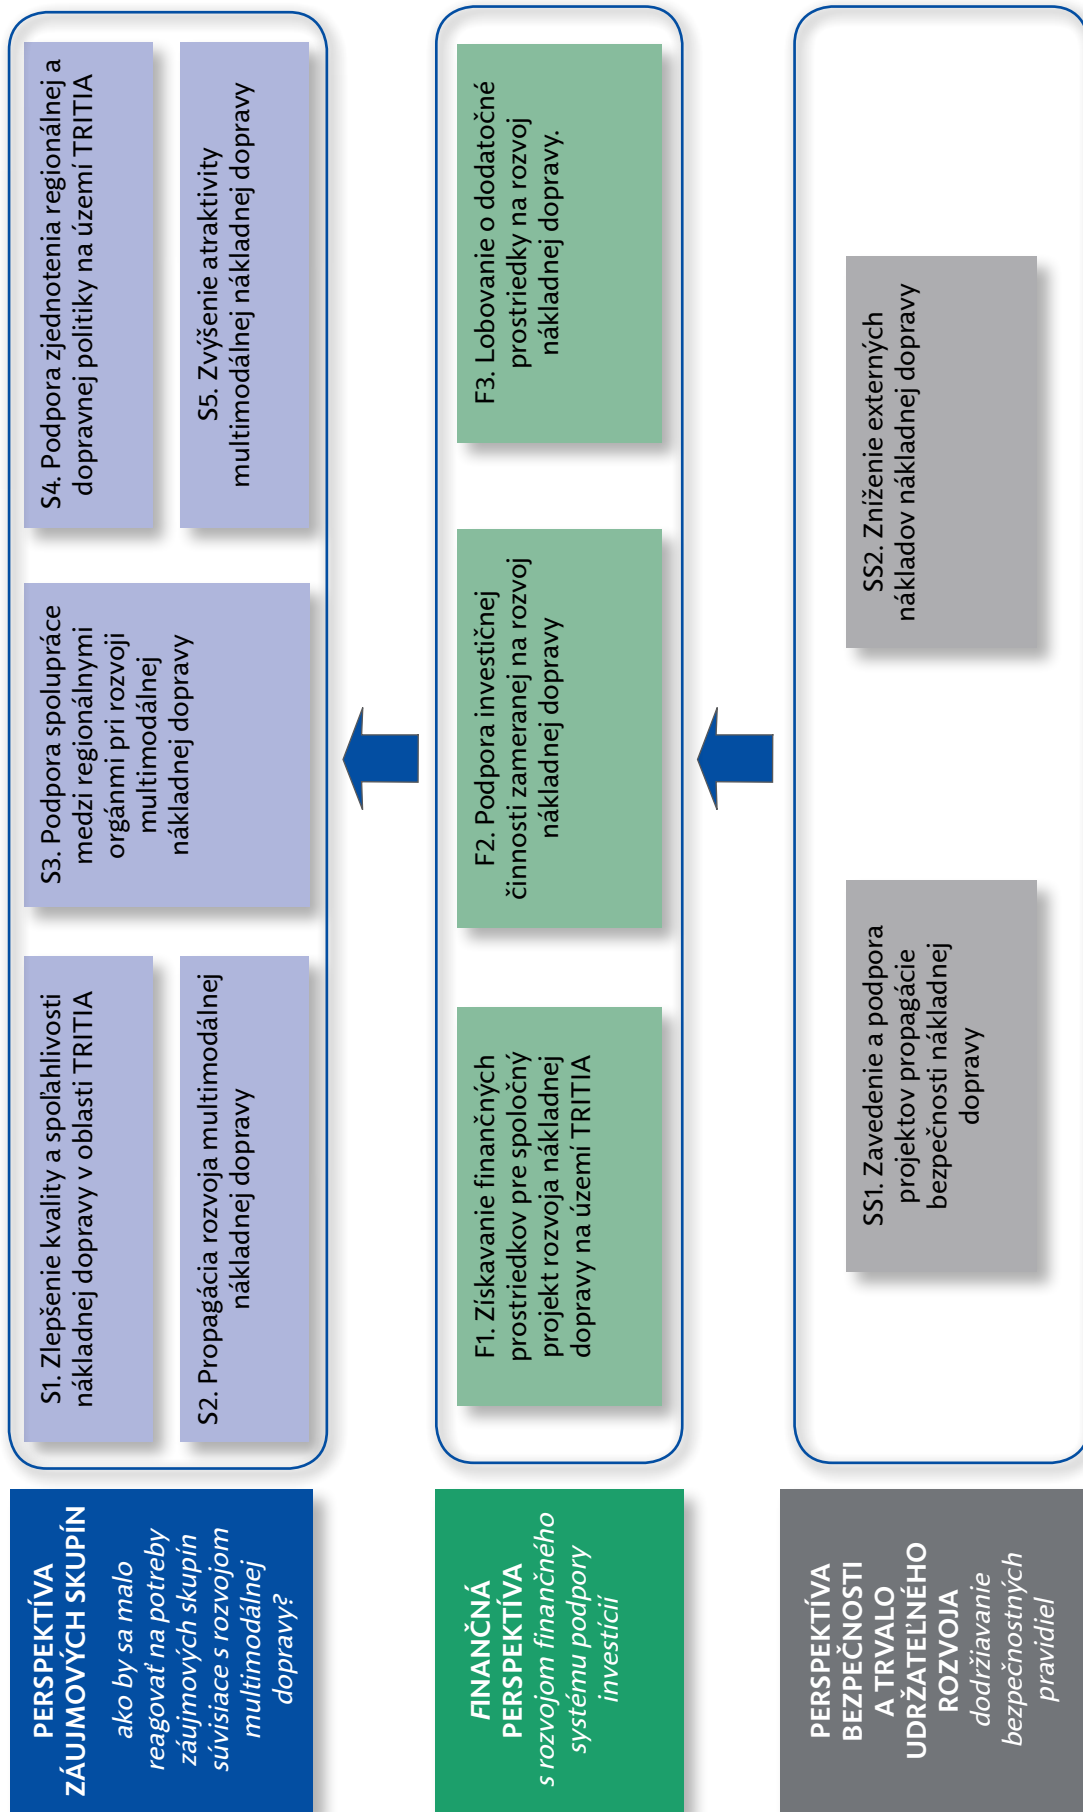 PERSPEKTÍVA
ZÁUJMOVÝCH SKUPÍN
ako by sa malo
reagovať na potreby
záujmových skupín
súvisiace s rozvojom
multimodálnej
dopravy?
S1. Zlepšenie kvality a spoľahlivosti
nákladnej dopravy v oblasti TRITIA
S2. Propagácia rozvoja multimodálnej
nákladnej dopravy
S3. Podpora spolupráce
medzi regionálnymi
orgánmi pri rozvoji
multimodálnej
nákladnej dopravy
S4. Podpora zjednotenia regionálnej a
dopravnej politiky na území TRITIA
S5. Zvýšenie atraktivity
multimodálnej nákladnej dopravy
FINANČNÁ
PERSPEKTÍVA
s rozvojom finančného
systému podpory
investícií
F1. Získavanie finančných
prostriedkov pre spoločný
projekt rozvoja nákladnej
dopravy na území TRITIA
F2. Podpora investičnej
činnosti zameranej na rozvoj
nákladnej dopravy
F3. Lobovanie o dodatočné
prostriedky na rozvoj
nákladnej dopravy.
PERSPEKTÍVA
BEZPEČNOSTI
A TRVALO
UDRŽATEĽNÉHO
ROZVOJA
dodržiavanie
bezpečnostných
pravidiel
SS1. Zavedenie a podpora
projektov propagácie
bezpečnosti nákladnej
dopravy
SS2. Zníženie externých
nákladov nákladnej dopravy